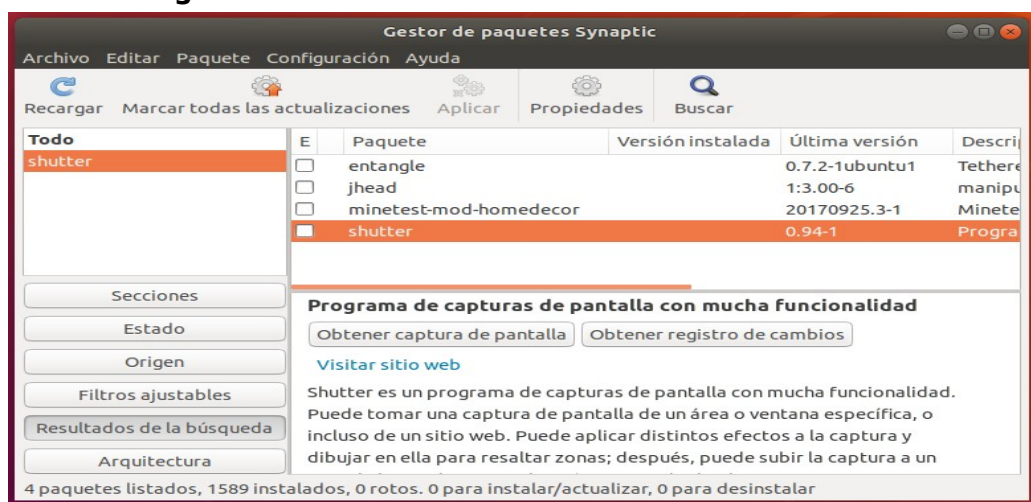 Gestor de paquetes Synaptic
Archivo Editar Paquete Configuración Ayuda
Recargar Marcar todas las actualizaciones Aplicar Propiedades Buscar
Todo
shutter
E Paquete Versión instalada Última versión Descri
entangle 0.7.2-1ubuntu1 Tethere
jhead 1:3.00-6 manipu
minetest-mod-homedecor 20170925.3-1 Minete
shutter 0.94-1 Progra
Secciones
Estado
Origen
Filtros ajustables
Resultados de la búsqueda
Arquitectura
Programa de capturas de pantalla con mucha funcionalidad
Obtener captura de pantalla Obtener registro de cambios
Visitar sitio web
Shutter es un programa de capturas de pantalla con mucha funcionalidad.
Puede tomar una captura de pantalla de un área o ventana específica, o
incluso de un sitio web. Puede aplicar distintos efectos a la captura y
dibujar en ella para resaltar zonas; después, puede subir la captura a un
4 paquetes listados, 1589 instalados, 0 rotos. 0 para instalar/actualizar, 0 para desinstalar